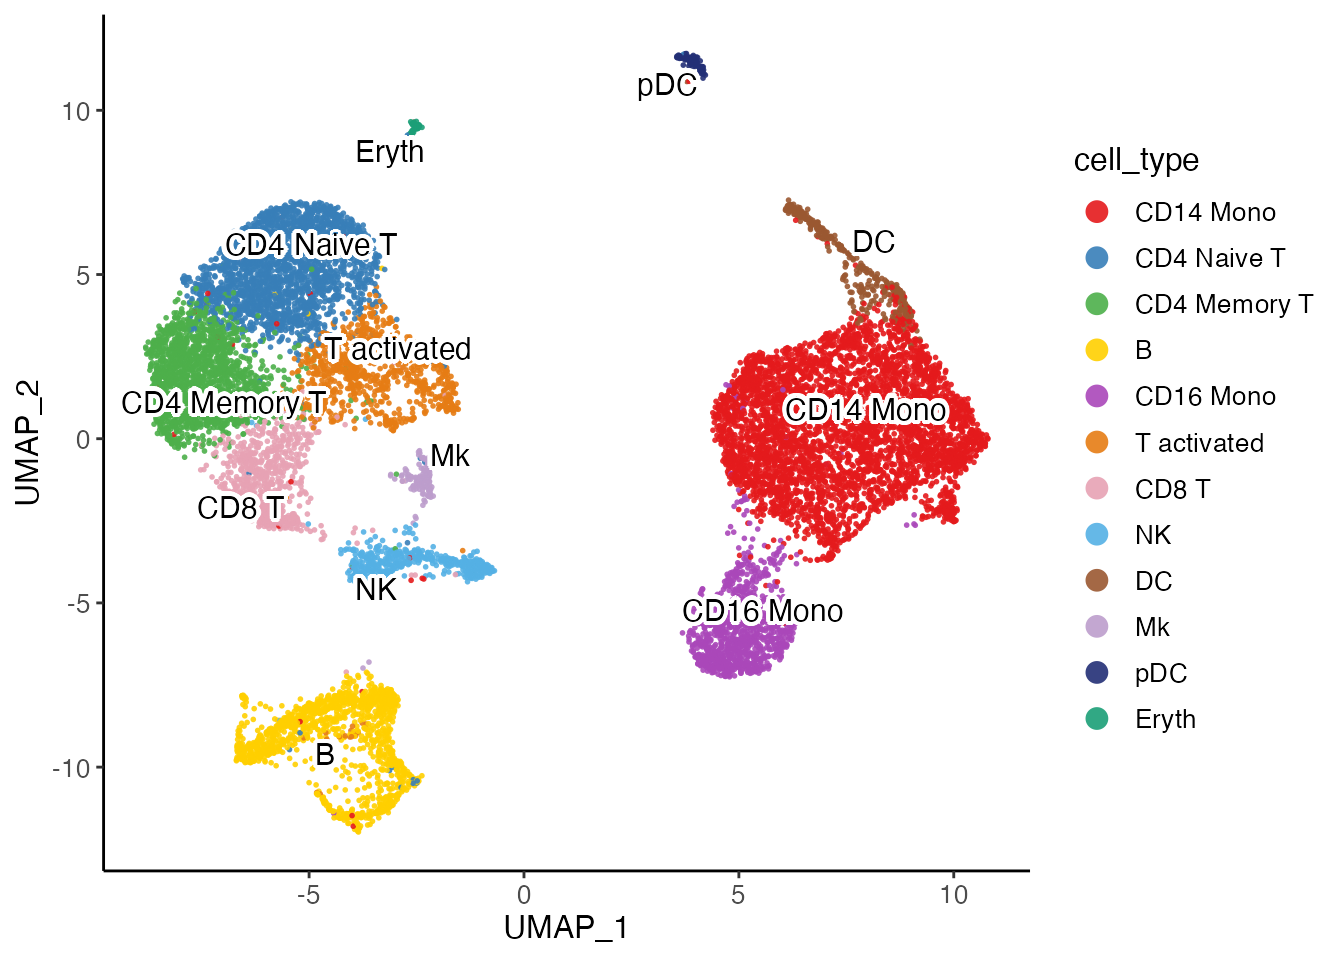 pDC
10
Eryth
CD4 Naive T
DC
5
T activated
CD4 Memory T
CD14 Mono
0
Mk
CD8 T
NK
-5
CD16 Mono
B
-10
-5
0
5
10
UMAP_1
UMAP_2
cell_type
CD14 Mono
CD4 Naive T
CD4 Memory T
B
CD16 Mono
T activated
CD8 T
NK
DC
Mk
pDC
Eryth